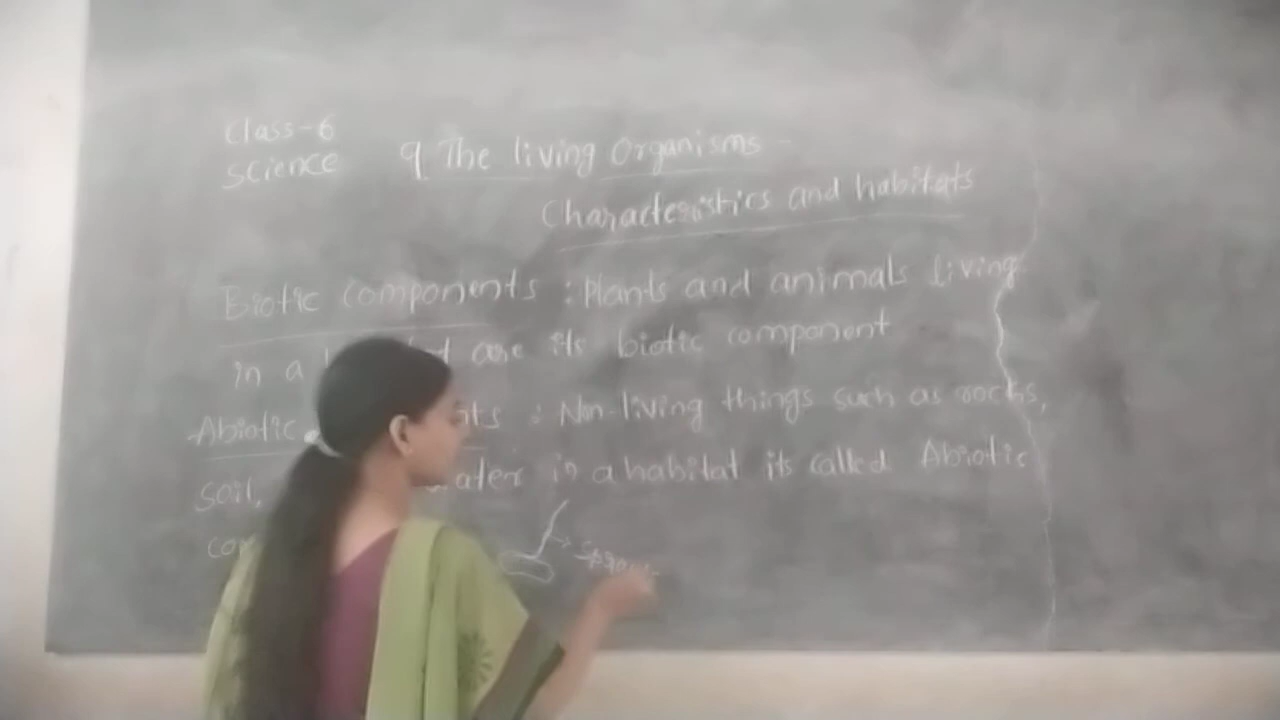 Class-6
Science
9. The living Organisms -
Characteristics and habitats
Biotic components : Plants and animals living
in a are its biotic component
Abiotic : Non-living things such as rocks,
soil, water in a habitat its called Abiotic